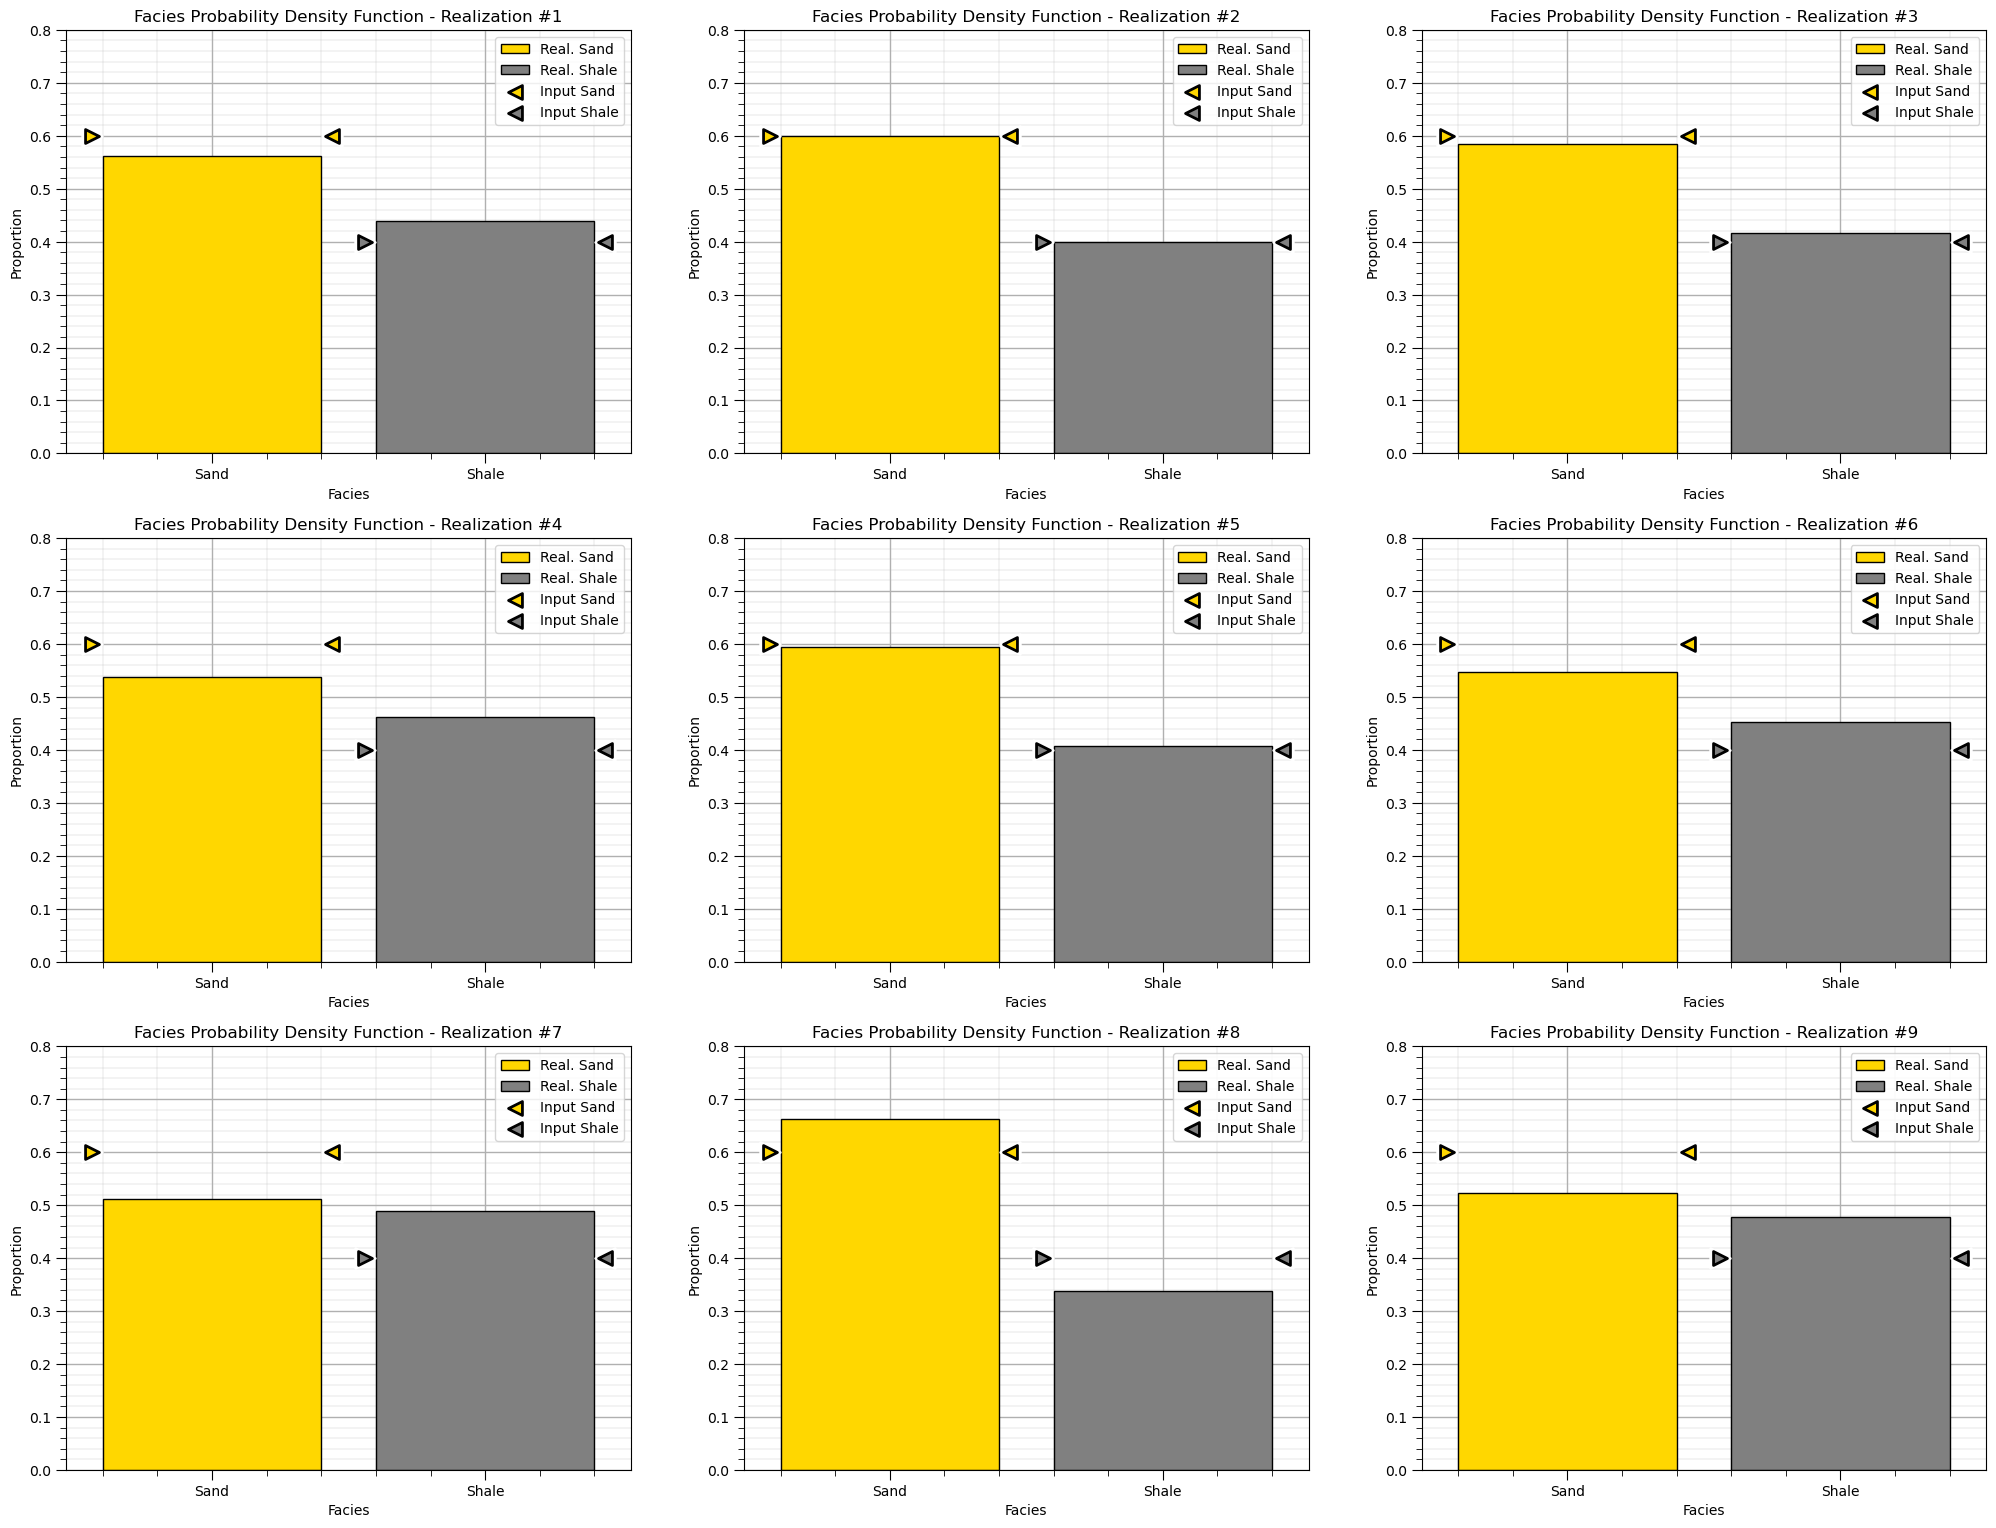 Facies Probability Density Function - Realization #1
Proportion
0.8
0.7
0.6
0.5
0.4
0.3
0.2
0.1
0.0
Real. Sand
Real. Shale
Input Sand
Input Shale
Sand Shale
Facies
Facies Probability Density Function - Realization #2
Proportion
0.8
0.7
0.6
0.5
0.4
0.3
0.2
0.1
0.0
Real. Sand
Real. Shale
Input Sand
Input Shale
Sand Shale
Facies
Facies Probability Density Function - Realization #3
Proportion
0.8
0.7
0.6
0.5
0.4
0.3
0.2
0.1
0.0
Real. Sand
Real. Shale
Input Sand
Input Shale
Sand Shale
Facies
Facies Probability Density Function - Realization #4
Proportion
0.8
0.7
0.6
0.5
0.4
0.3
0.2
0.1
0.0
Real. Sand
Real. Shale
Input Sand
Input Shale
Sand Shale
Facies
Facies Probability Density Function - Realization #5
Proportion
0.8
0.7
0.6
0.5
0.4
0.3
0.2
0.1
0.0
Real. Sand
Real. Shale
Input Sand
Input Shale
Sand Shale
Facies
Facies Probability Density Function - Realization #6
Proportion
0.8
0.7
0.6
0.5
0.4
0.3
0.2
0.1
0.0
Real. Sand
Real. Shale
Input Sand
Input Shale
Sand Shale
Facies
Facies Probability Density Function - Realization #7
Proportion
0.8
0.7
0.6
0.5
0.4
0.3
0.2
0.1
0.0
Real. Sand
Real. Shale
Input Sand
Input Shale
Sand Shale
Facies
Facies Probability Density Function - Realization #8
Proportion
0.8
0.7
0.6
0.5
0.4
0.3
0.2
0.1
0.0
Real. Sand
Real. Shale
Input Sand
Input Shale
Sand Shale
Facies
Facies Probability Density Function - Realization #9
Proportion
0.8
0.7
0.6
0.5
0.4
0.3
0.2
0.1
0.0
Real. Sand
Real. Shale
Input Sand
Input Shale
Sand Shale
Facies